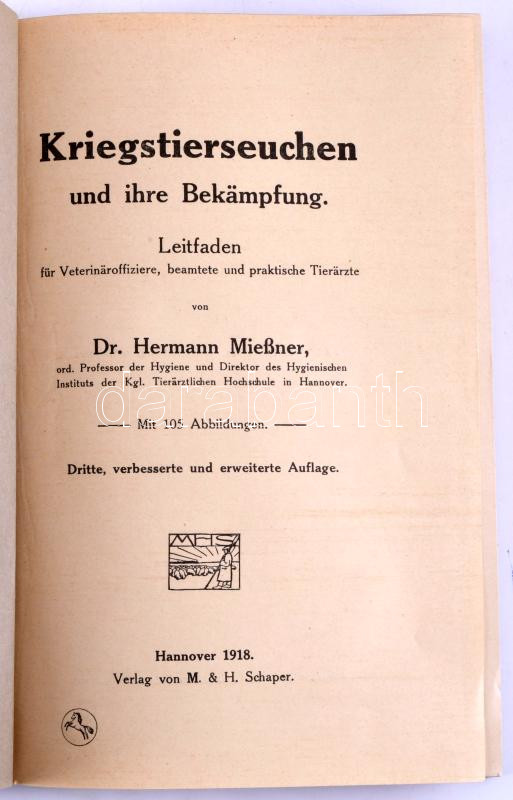 Kriegstierseuchen
und ihre Bekämpfung.
Leitfaden
für Veterinäroffiziere, beamtete und praktische Tierärzte
von
Dr. Hermann Mießner,
ord. Professor der Hygiene und Direktor des Hygienischen
Instituts der Kgl. Tierärztlichen Hochschule in Hannover.
darabanth
Mit 105 Abbildungen.
Dritte, verbesserte und erweiterte Auflage.
MHS
Hannover 1918.
Verlag von M. & H. Schaper.